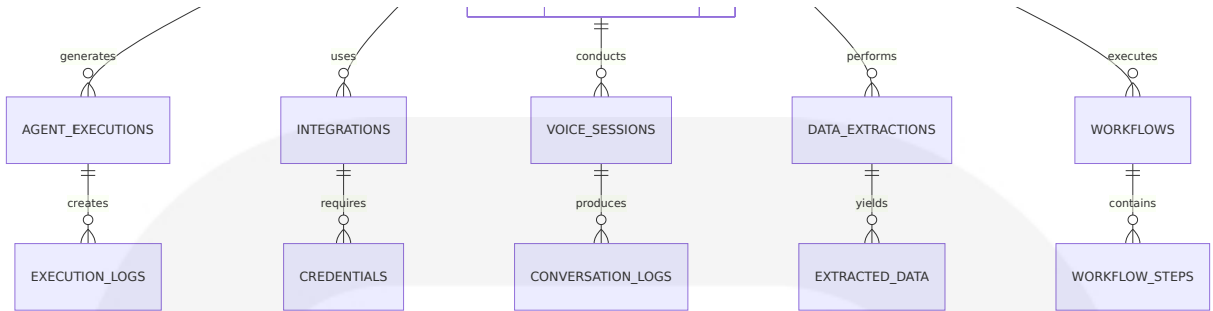 generates
uses
conducts
performs
executes
AGENT_EXECUTIONS
INTEGRATIONS
VOICE_SESSIONS
DATA_EXTRACTIONS
WORKFLOWS
creates
requires
produces
yields
contains
EXECUTION_LOGS
CREDENTIALS
CONVERSATION_LOGS
EXTRACTED_DATA
WORKFLOW_STEPS